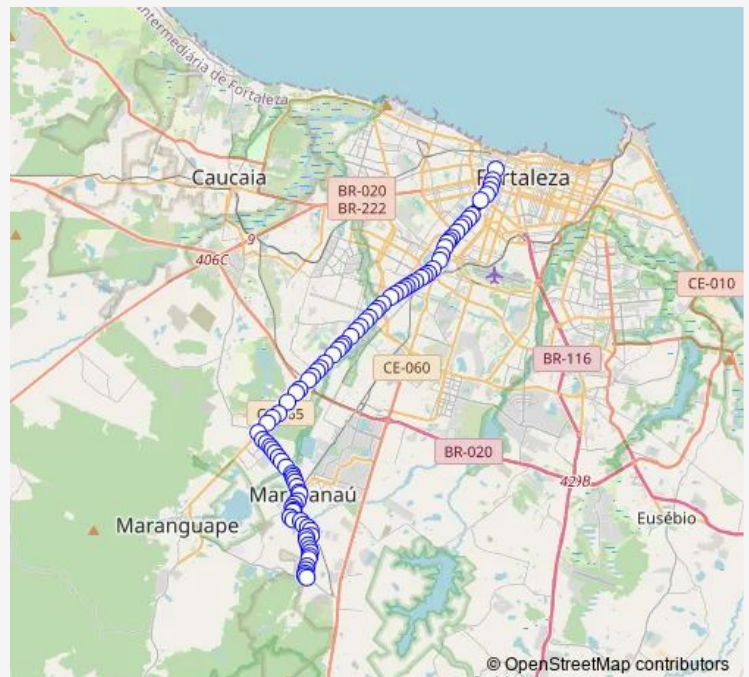 Intermediária de Fortaleza
Caucaia
Fortaleza
BR-020
BR-222
9
406C
CE-010
BR-116
CE-060
BR-020
429B
Eusébio
Maranguape
© OpenStreetMap contributors